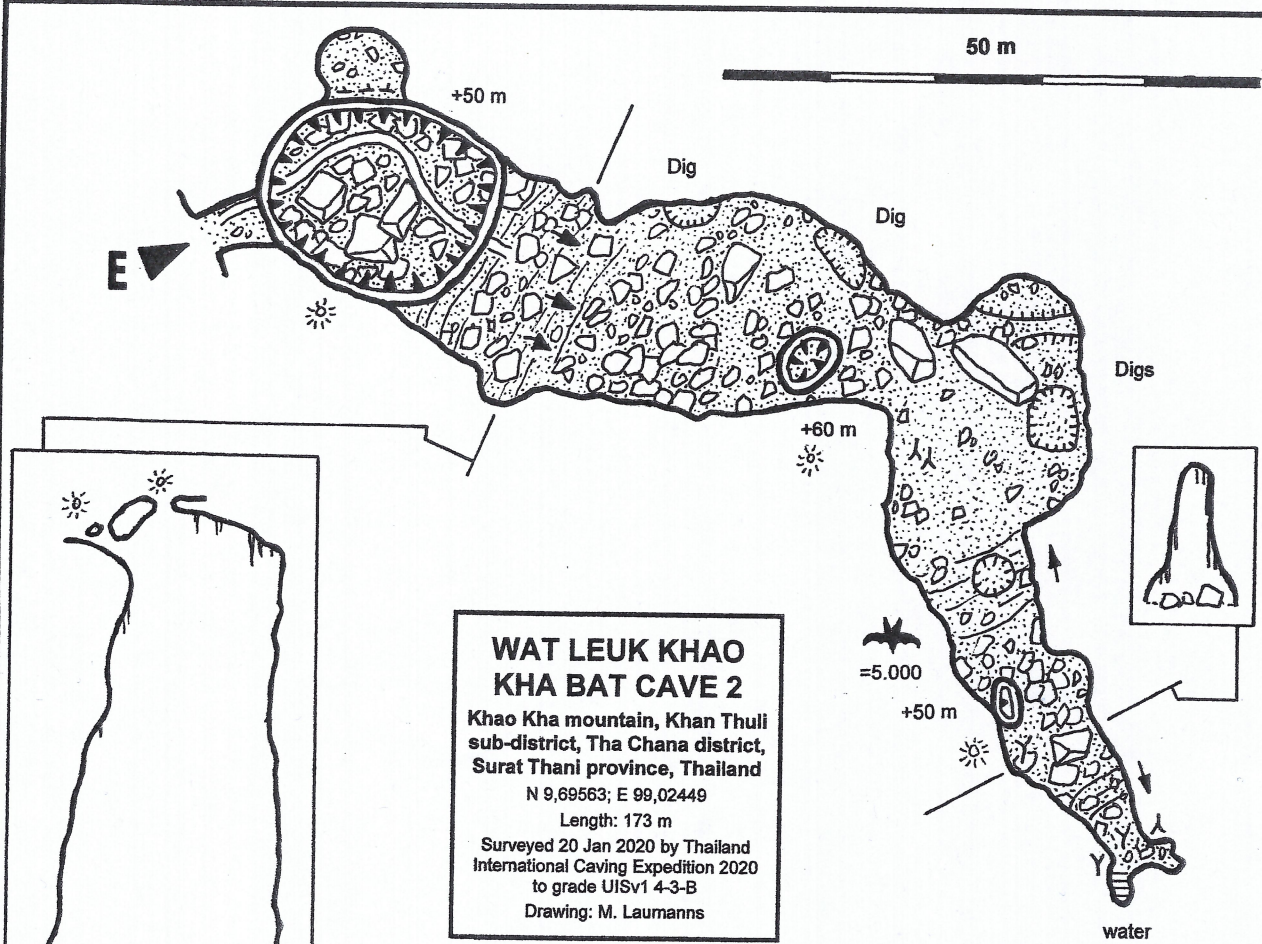 50 m
+50 m
Dig
Dig
E
Digs
+60 m
=5.000
+50 m
WAT LEUK KHAO
KHA BAT CAVE 2
Khao Kha mountain, Khan Thuli
sub-district, Tha Chana district,
Surat Thani province, Thailand
N 9,69563; E 99,02449
Length: 173 m
Surveyed 20 Jan 2020 by Thailand
International Caving Expedition 2020
to grade UISv1 4-3-B
Drawing: M. Laumanns
water